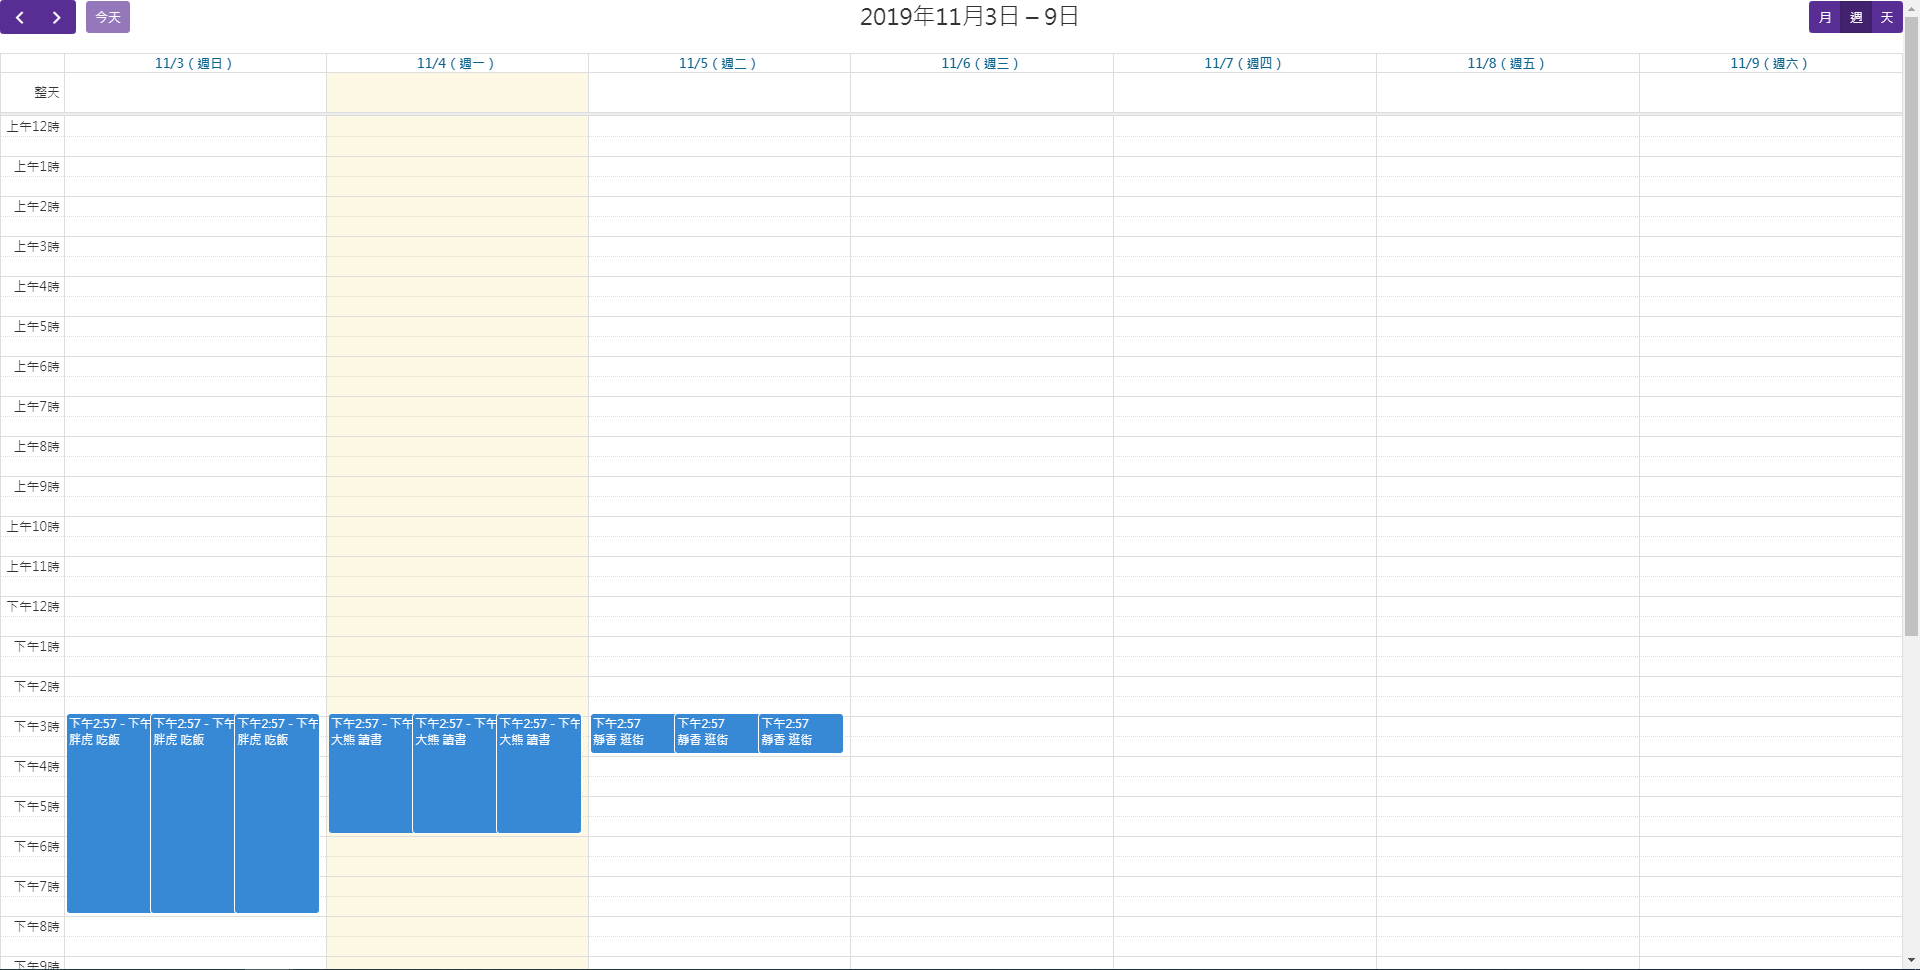 今天
2019年11月3日 – 9日
月 週 天
11/3 ( 週日 ) 11/4 ( 週一 ) 11/5 ( 週二 ) 11/6 ( 週三 ) 11/7 ( 週四 ) 11/8 ( 週五 ) 11/9 ( 週六 )
整天
上午12時
上午1時
上午2時
上午3時
上午4時
上午5時
上午6時
上午7時
上午8時
上午9時
上午10時
上午11時
下午12時
下午1時
下午2時
下午3時
下午2:57 - 下午 下午2:57 - 下午 下午2:57 - 下午 下午2:57 - 下午 下午2:57 - 下午 下午2:57 - 下午 下午2:57 下午2:57 下午2:57
胖虎 吃飯 胖虎 吃飯 胖虎 吃飯 大熊 讀書 大熊 讀書 大熊 讀書 靜香 逛街 靜香 逛街 靜香 逛街
下午4時
下午5時
下午6時
下午7時
下午8時
下午9時